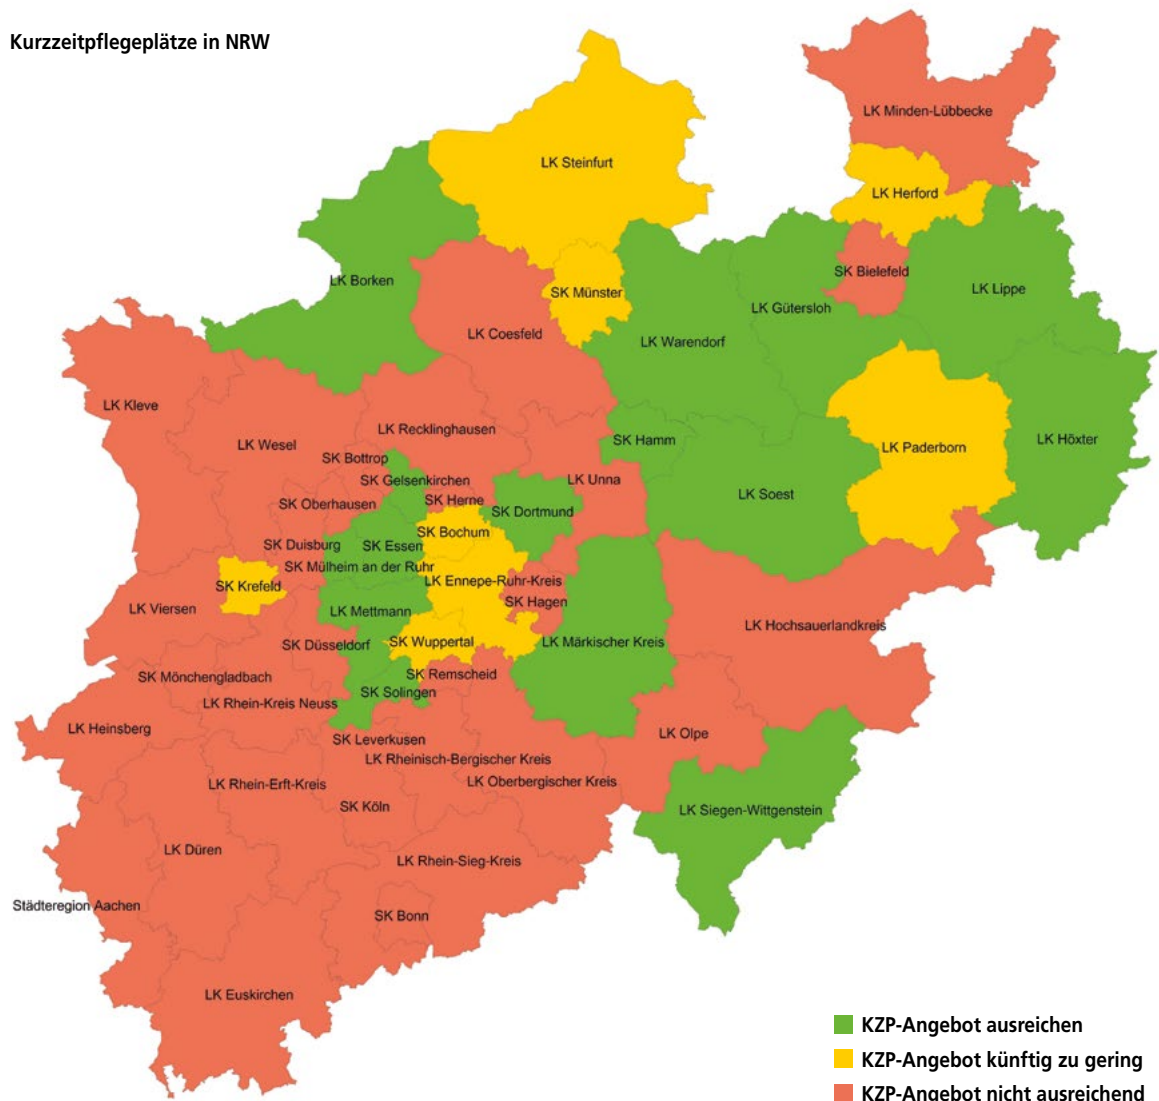 Kurzzeitpflegeplätze in NRW
LK Minden-Lübbecke
LK Steinfurt
LK Herford
SK Bielefeld
LK Borken
LK Lippe
SK Münster
LK Gütersloh
LK Coesfeld
LK Warendorf
LK Kleve
LK Recklinghausen
SK Hamm
LK Höxter
LK Wesel
LK Paderborn
SK Bottrop
SK Gelsenkirchen
LK Unna
LK Soest
SK Oberhausen
SK Herne
SK Dortmund
SK Bochum
SK Duisburg
SK Essen
SK Mülheim an der Ruhr
LK Ennepe-Ruhr-Kreis
SK Krefeld
SK Hagen
LK Viersen
LK Mettmann
LK Hochsauerlandkreis
SK Düsseldorf
SK Wuppertal
LK Märkischer Kreis
SK Mönchengladbach
SK Remscheid
SK Solingen
LK Rhein-Kreis Neuss
LK Heinsberg
LK Olpe
SK Leverkusen
LK Rheinisch-Bergischer Kreis
LK Rhein-Erft-Kreis
LK Oberbergischer Kreis
SK Köln
LK Siegen-Wittgenstein
LK Düren
LK Rhein-Sieg-Kreis
Städteregion Aachen
SK Bonn
LK Euskirchen
KZP-Angebot ausreichen
KZP-Angebot künftig zu gering
KZP-Angebot nicht ausreichend